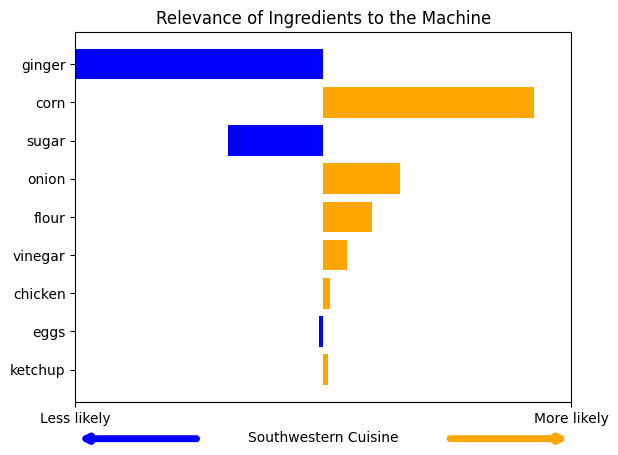 Relevance of Ingredients to the Machine
ginger
corn
sugar
onion
flour
vinegar
chicken
eggs
ketchup
Less likely
More likely
Southwestern Cuisine